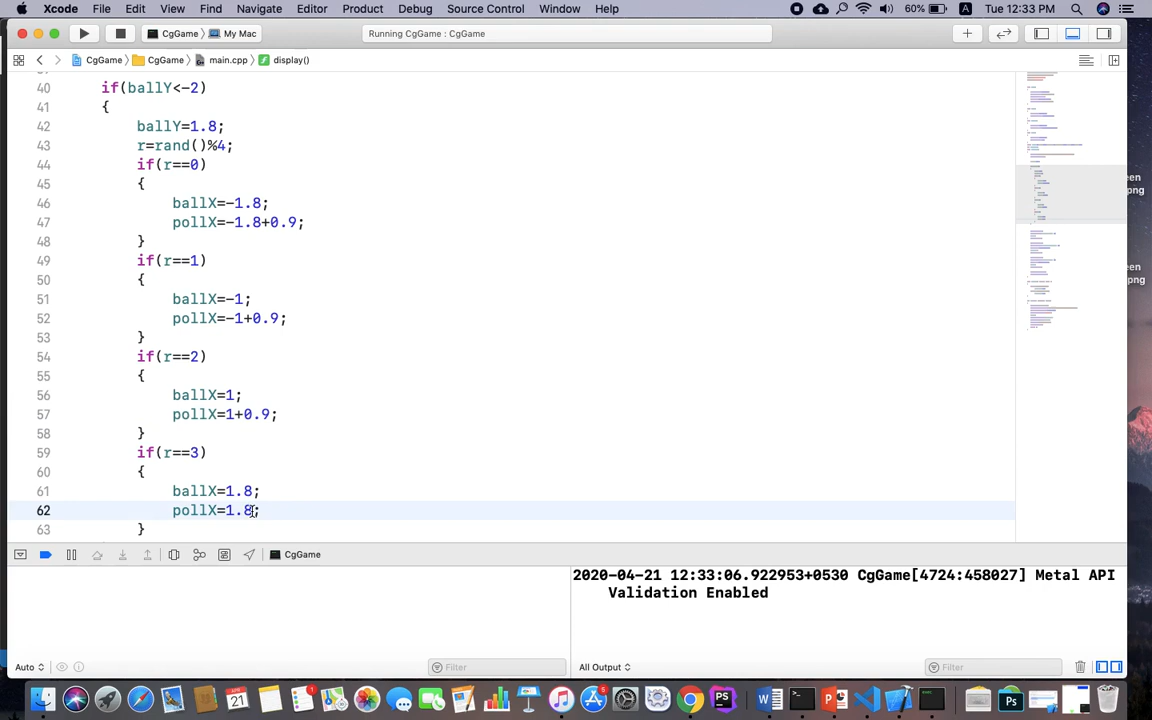 Xcode File Edit View Find Navigate Editor Product Debug Source Control Window Help 60% A Tue 12:33 PM
CgGame My Mac Running CgGame : CgGame
CgGame CgGame main.cpp display()
40 if(ballY<-2)
41 {
42 ballY=1.8;
43 r=rand()%4;
44 if(r==0)
45 {
46 ballX=-1.8;
47 pollX=-1.8+0.9;
48 }
49 if(r==1)
50 {
51 ballX=-1;
52 pollX=-1+0.9;
53 }
54 if(r==2)
55 {
56 ballX=1;
57 pollX=1+0.9;
58 }
59 if(r==3)
60 {
61 ballX=1.8;
62 pollX=1.8;
63 }
een
png
een
png
CgGame
2020-04-21 12:33:06.922953+0530 CgGame[4724:458027] Metal API
Validation Enabled
Auto Filter All Output Filter